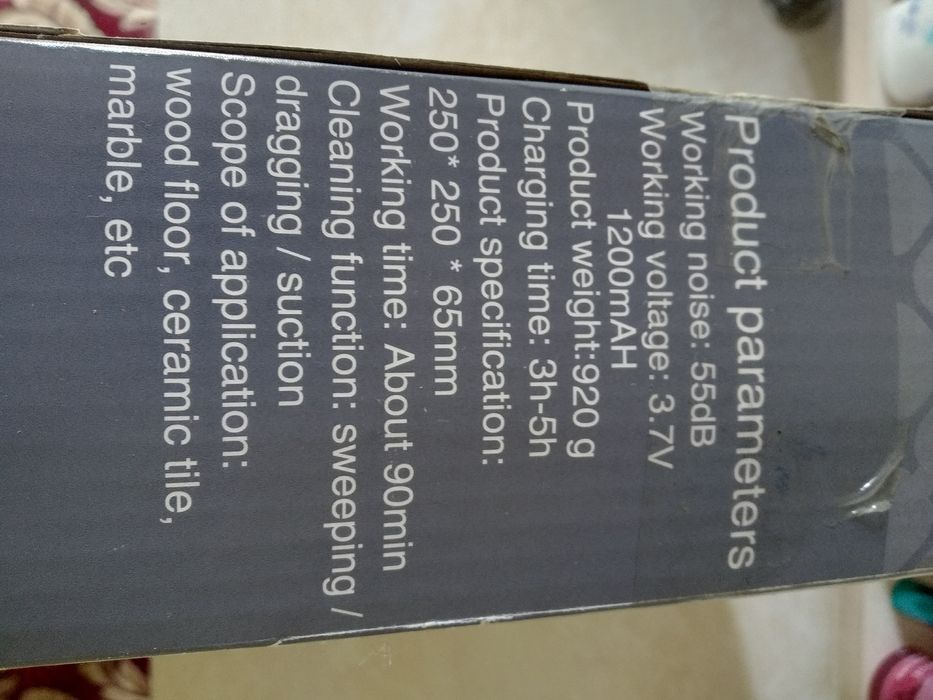 Product parameters
Working noise: 55dB
Working voltage: 3.7V
1200mAH
Product weight:920 g
Charging time: 3h-5h
Product specification:
250* 250 * 65mm
Working time: About 90min
Cleaning function: sweeping /
dragging / suction
Scope of application:
wood floor, ceramic tile,
marble, etc